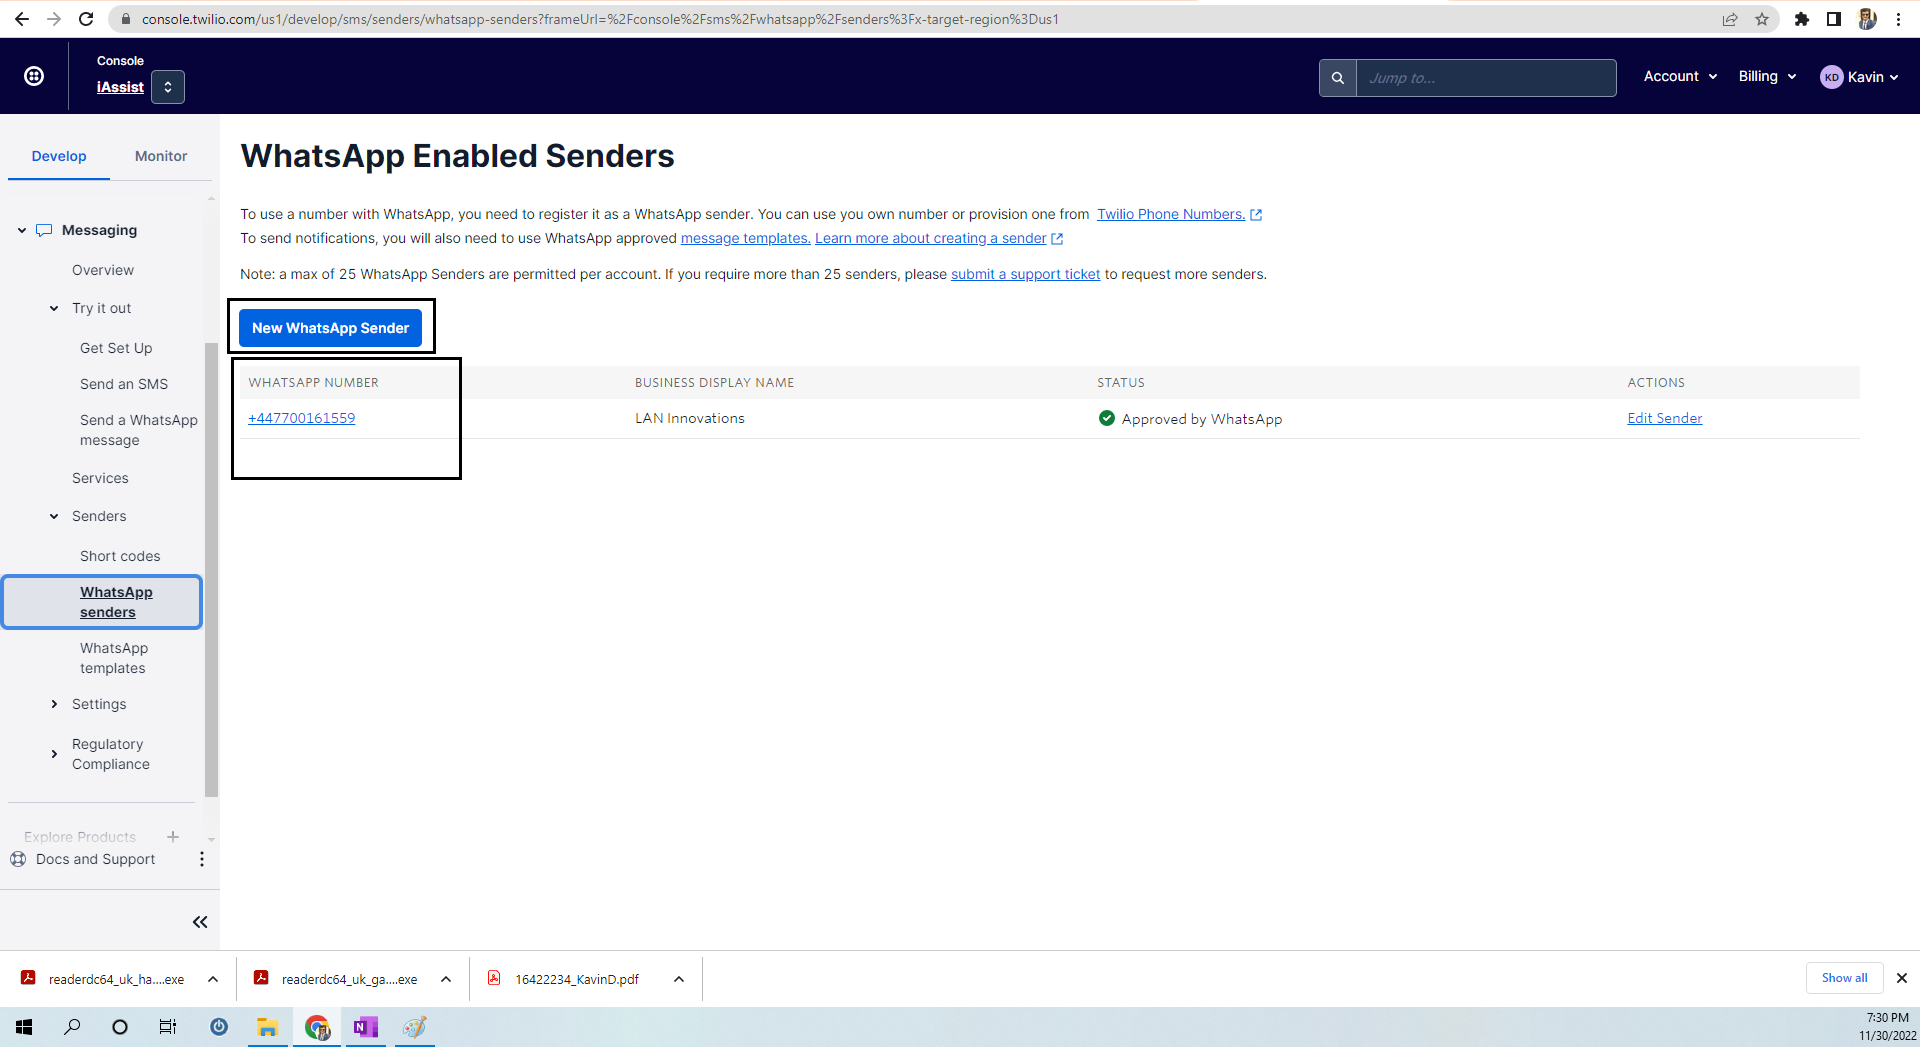 console.twilio.com/us1/develop/sms/senders/whatsapp-senders?frameUrl=%2Fconsole%2Fsms%2Fwhatsapp%2Fsenders%3Fx-target-region%3Dus1
Console
iAssist
Jump to...
Account
Billing
KD
Kavin
Develop
Monitor
Messaging
Overview
Try it out
Get Set Up
Send an SMS
Send a WhatsApp
message
Services
Senders
Short codes
WhatsApp
senders
WhatsApp
templates
Settings
Regulatory
Compliance
Explore Products
Docs and Support
WhatsApp Enabled Senders
To use a number with WhatsApp, you need to register it as a WhatsApp sender. You can use you own number or provision one from Twilio Phone Numbers.
To send notifications, you will also need to use WhatsApp approved message templates. Learn more about creating a sender
Note: a max of 25 WhatsApp Senders are permitted per account. If you require more than 25 senders, please submit a support ticket to request more senders.
New WhatsApp Sender
WHATSAPP NUMBER BUSINESS DISPLAY NAME STATUS ACTIONS
+447700161559 LAN Innovations Approved by WhatsApp Edit Sender
readerdc64_uk_ha....exe
readerdc64_uk_ga....exe
16422234_KavinD.pdf
Show all
N
7:30 PM
11/30/2022